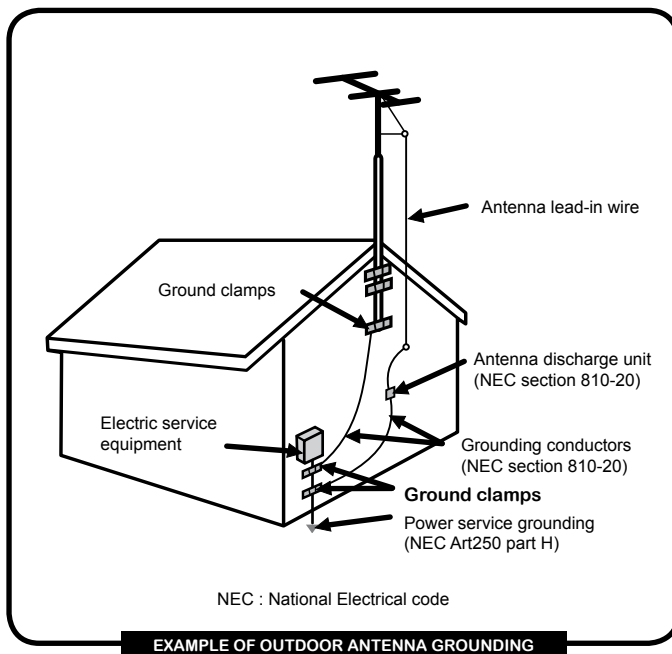 Antenna lead-in wire
Ground clamps
Antenna discharge unit
(NEC section 810-20)
Electric service
equipment
Grounding conductors
(NEC section 810-20)
Ground clamps
Power service grounding
(NEC Art250 part H)
NEC : National Electrical code
EXAMPLE OF OUTDOOR ANTENNA GROUNDING